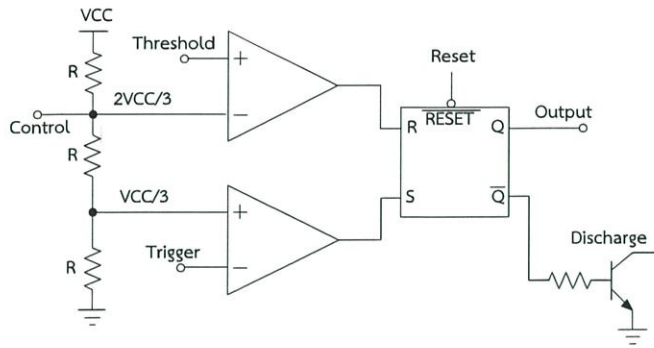 VCC
Threshold
R
+
2VCC/3
−
Control
Reset
RESET
R
Q
Output
R
VCC/3
+
S
Q
Trigger
−
R
Discharge